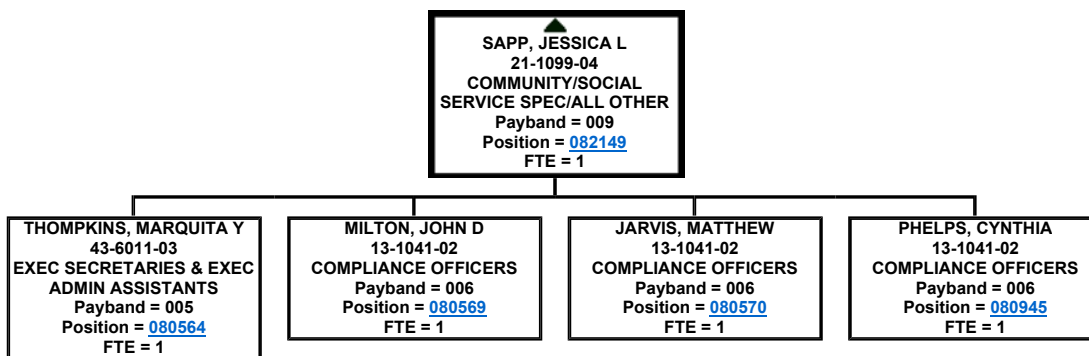 SAPP, JESSICA L
21-1099-04
COMMUNITY/SOCIAL
SERVICE SPEC/ALL OTHER
Payband = 009
Position = 082149
FTE = 1
THOMPKINS, MARQUITA Y
43-6011-03
EXEC SECRETARIES & EXEC
ADMIN ASSISTANTS
Payband = 005
Position = 080564
FTE = 1
MILTON, JOHN D
13-1041-02
COMPLIANCE OFFICERS
Payband = 006
Position = 080569
FTE = 1
JARVIS, MATTHEW
13-1041-02
COMPLIANCE OFFICERS
Payband = 006
Position = 080570
FTE = 1
PHELPS, CYNTHIA
13-1041-02
COMPLIANCE OFFICERS
Payband = 006
Position = 080945
FTE = 1